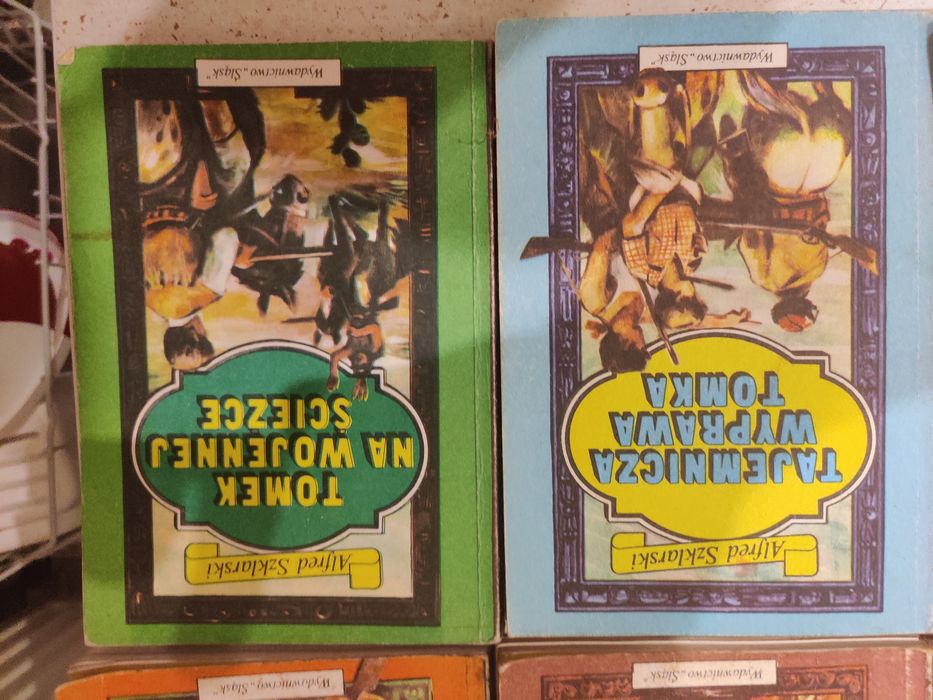 Alfred Szklarski
TOMEK
NA WOJENNEJ
ŚCIEŻCE
Wydawnictwo „Śląsk”
Alfred Szklarski
TAJEMNICZA
WYPRAWA
TOMKA
Wydawnictwo „Śląsk”
Wydawnictwo „Śląsk”
Wydawnictwo „Śląsk”